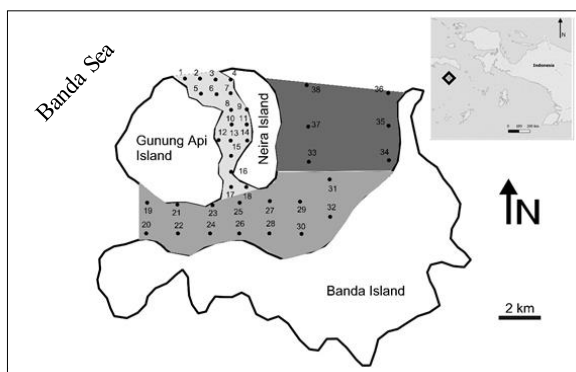 Banda Sea
Gunung Api
Island
Neira Island
Banda Island
N
2 km
N
Indonesia
1 2 3 4
5 6 7
8 9
10 11
12 13 14
15
16
17 18
19 21 23 25 27 29
20 22 24 26 28 30
31
32
33 34
37 35
38 36